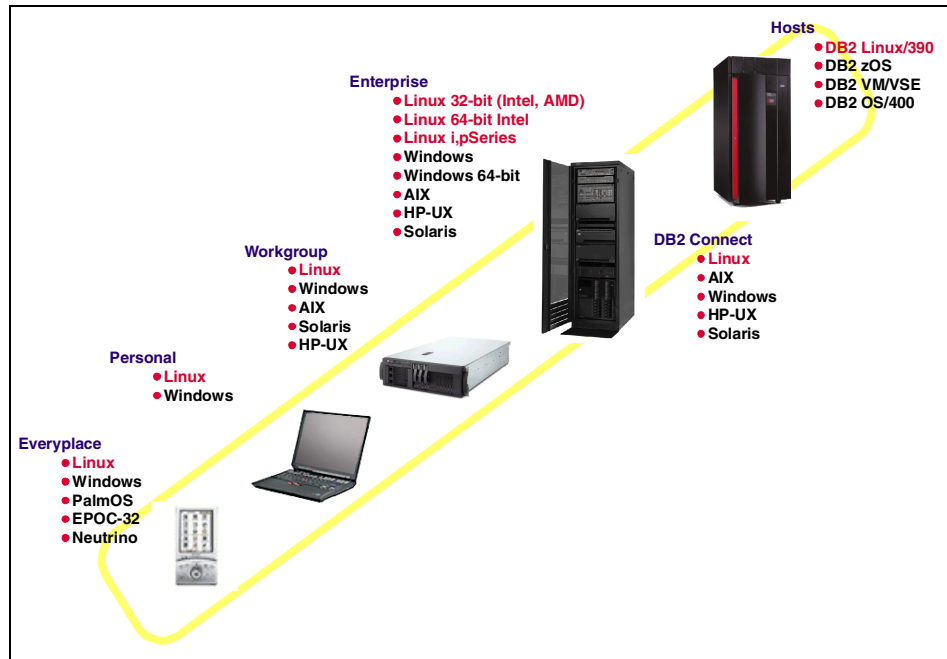 Hosts
DB2 Linux/390
DB2 zOS
DB2 VM/VSE
DB2 OS/400
Enterprise
Linux 32-bit (Intel, AMD)
Linux 64-bit Intel
Linux i,pSeries
Windows
Windows 64-bit
AIX
HP-UX
Solaris
DB2 Connect
Linux
AIX
Windows
HP-UX
Solaris
Workgroup
Linux
Windows
AIX
Solaris
HP-UX
Personal
Linux
Windows
Everyplace
Linux
Windows
PalmOS
EPOC-32
Neutrino